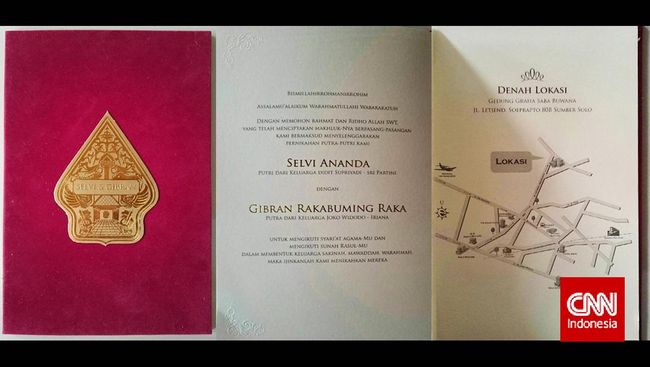 SELVI & GIBRAN
BISMILLAHIRROHMANIRROHIM
ASSALAMU'ALAIKUM WARAHMATULLAHI WABARAKATUH
DENGAN MEMOHON RAHMAT DAN RIDHO ALLAH SWT,
YANG TELAH MENCIPTAKAN MAKHLUK-NYA BERPASANG-PASANGAN
KAMI BERMAKSUD MENYELENGGARAKAN
PERNIKAHAN PUTRA-PUTRI KAMI
SELVI ANANDA
PUTRI DARI KELUARGA DIDIT SUPRIYADI - SRI PARTINI
DENGAN
GIBRAN RAKABUMING RAKA
PUTRA DARI KELUARGA JOKO WIDODO - IRIANA
UNTUK MENGIKUTI SYARI'AT AGAMA-MU DAN
MENGIKUTI SUNAH RASUL-MU
DALAM MEMBENTUK KELUARGA SAKINAH, MAWADDAH, WARAHMAH,
MAKA IJINKANLAH KAMI MENIKAHKAN MEREKA
DENAH LOKASI
GEDUNG GRAHA SABA BUWANA
JL. LETJEND. SOEPRAPTO 80B SUMBER SOLO
LOKASI
CNN
Indonesia